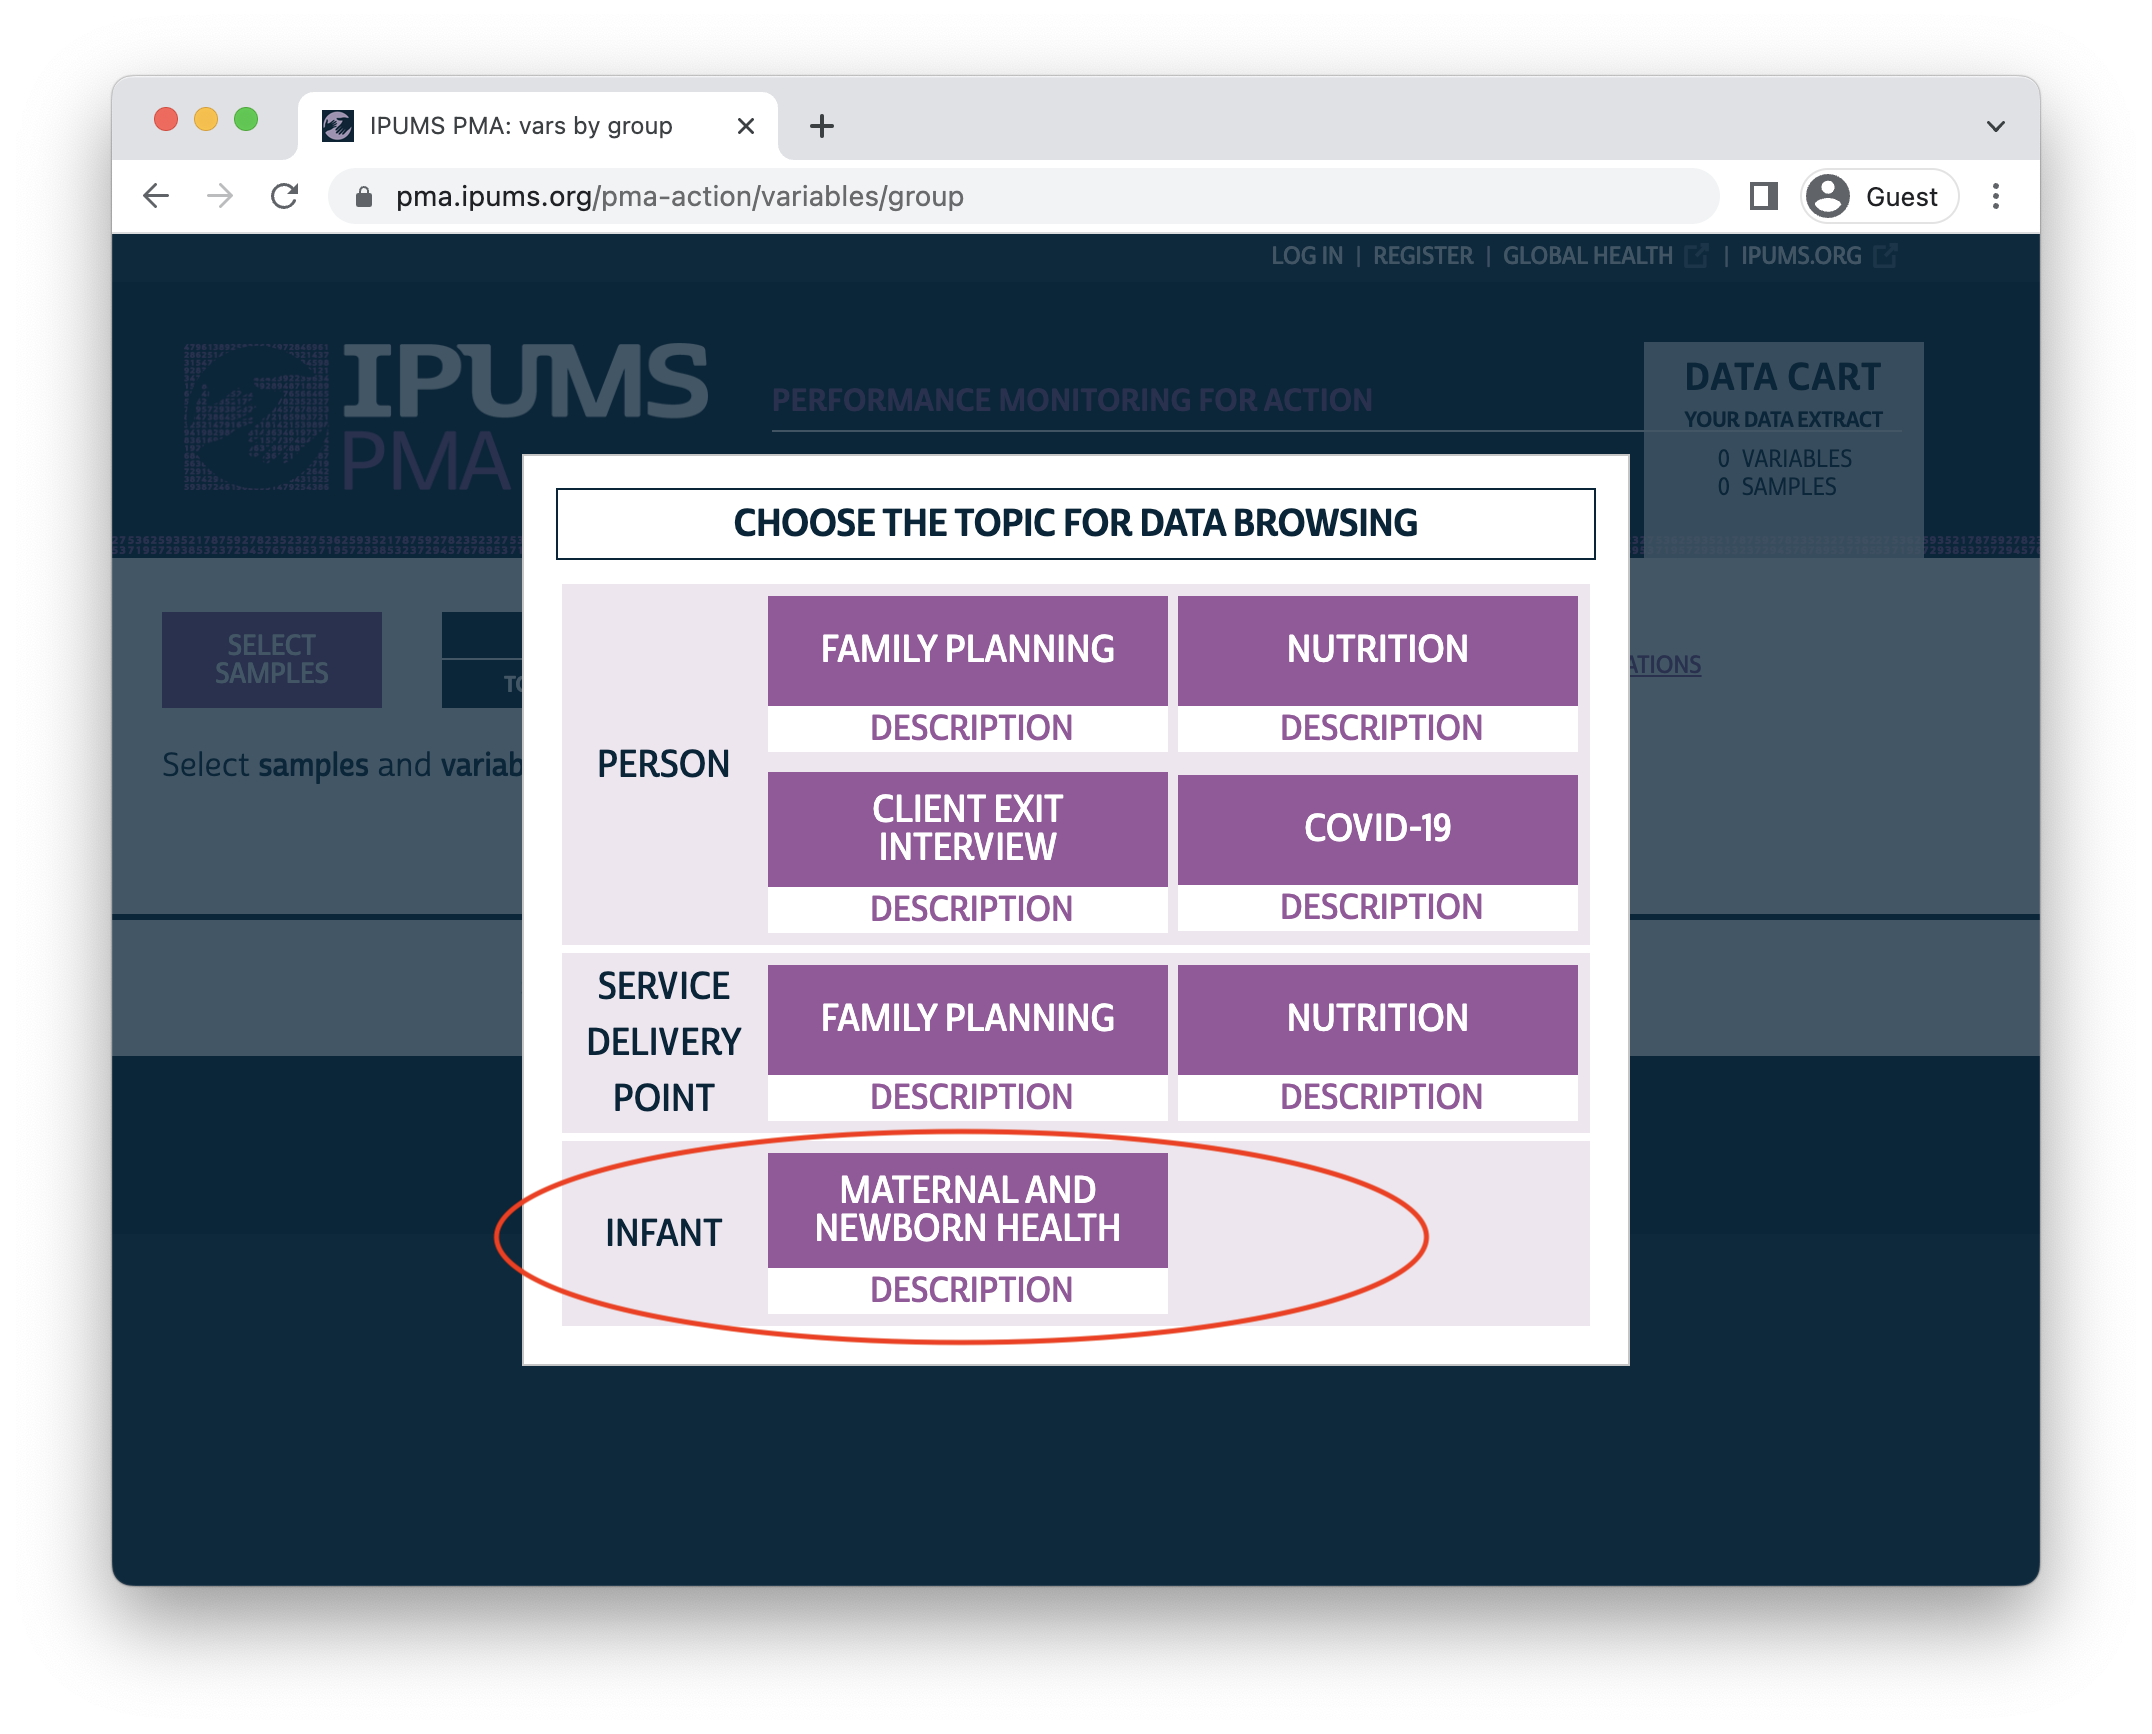 IPUMS PMA: vars by group
pma.ipums.org/pma-action/variables/group
Guest
LOG IN | REGISTER | GLOBAL HEALTH | IPUMS.ORG
IPUMS
PMA
PERFORMANCE MONITORING FOR ACTION
DATA CART
YOUR DATA EXTRACT
0 VARIABLES
0 SAMPLES
CHOOSE THE TOPIC FOR DATA BROWSING
SELECT
SAMPLES
Select samples and variab
ATIONS
PERSON
FAMILY PLANNING
DESCRIPTION
NUTRITION
DESCRIPTION
CLIENT EXIT
INTERVIEW
DESCRIPTION
COVID-19
DESCRIPTION
SERVICE
DELIVERY
POINT
FAMILY PLANNING
DESCRIPTION
NUTRITION
DESCRIPTION
INFANT
MATERNAL AND
NEWBORN HEALTH
DESCRIPTION